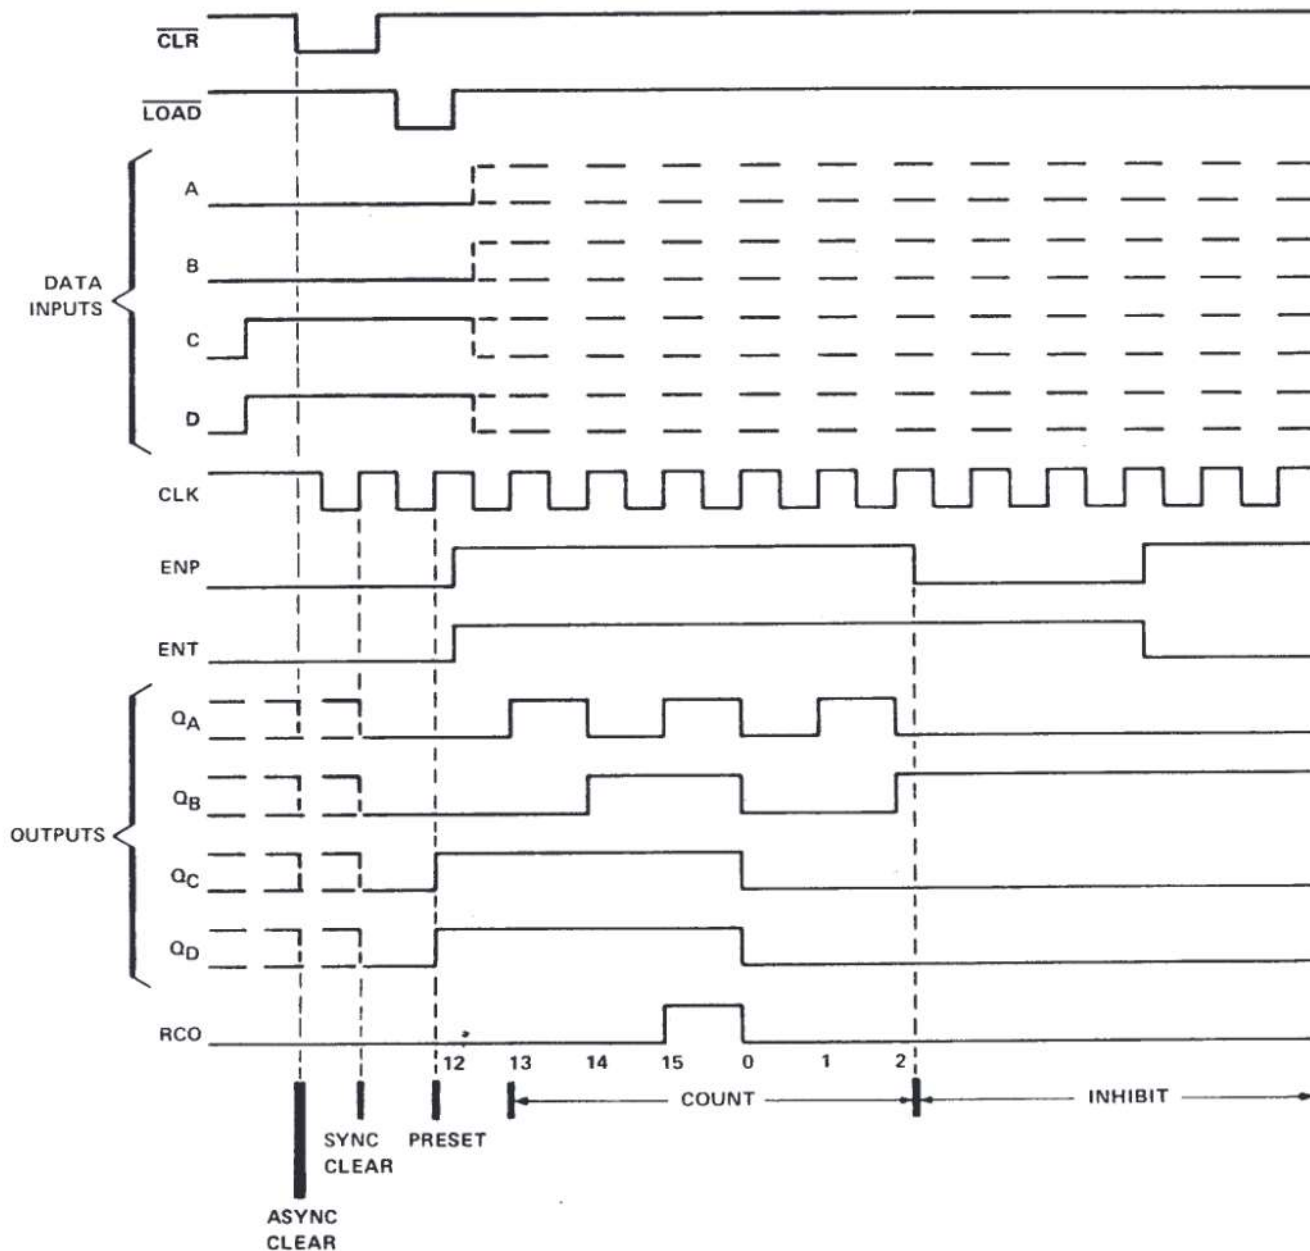 CLR
LOAD
A
B
DATA
INPUTS
C
D
CLK
ENP
ENT
QA
QB
OUTPUTS
QC
QD
RCO
12 13 14 15 0 1 2
COUNT INHIBIT
SYNC
CLEAR
PRESET
ASYNC
CLEAR